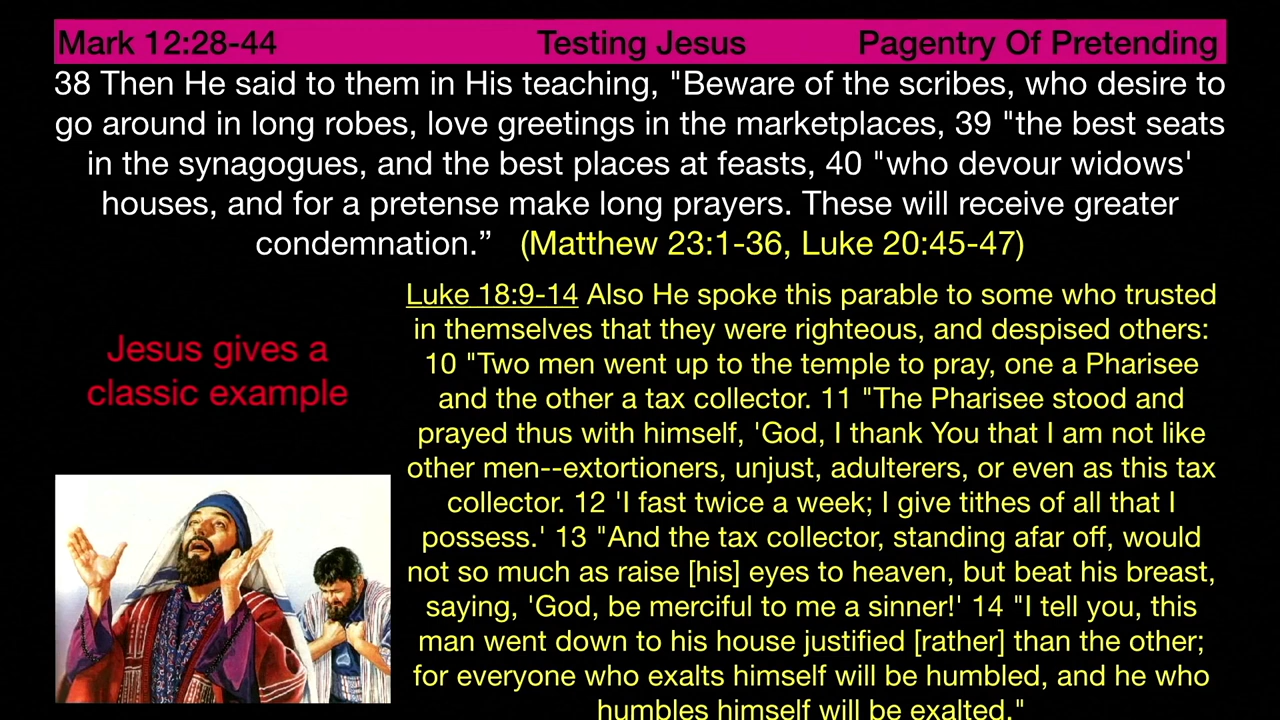 Mark 12:28-44 Testing Jesus Pagentry Of Pretending
38 Then He said to them in His teaching, "Beware of the scribes, who desire to
go around in long robes, love greetings in the marketplaces, 39 "the best seats
in the synagogues, and the best places at feasts, 40 "who devour widows'
houses, and for a pretense make long prayers. These will receive greater
condemnation.” (Matthew 23:1-36, Luke 20:45-47)
Jesus gives a
classic example
Luke 18:9-14 Also He spoke this parable to some who trusted
in themselves that they were righteous, and despised others:
10 "Two men went up to the temple to pray, one a Pharisee
and the other a tax collector. 11 "The Pharisee stood and
prayed thus with himself, 'God, I thank You that I am not like
other men--extortioners, unjust, adulterers, or even as this tax
collector. 12 'I fast twice a week; I give tithes of all that I
possess.' 13 "And the tax collector, standing afar off, would
not so much as raise [his] eyes to heaven, but beat his breast,
saying, 'God, be merciful to me a sinner!' 14 "I tell you, this
man went down to his house justified [rather] than the other;
for everyone who exalts himself will be humbled, and he who
humbles himself will be exalted."